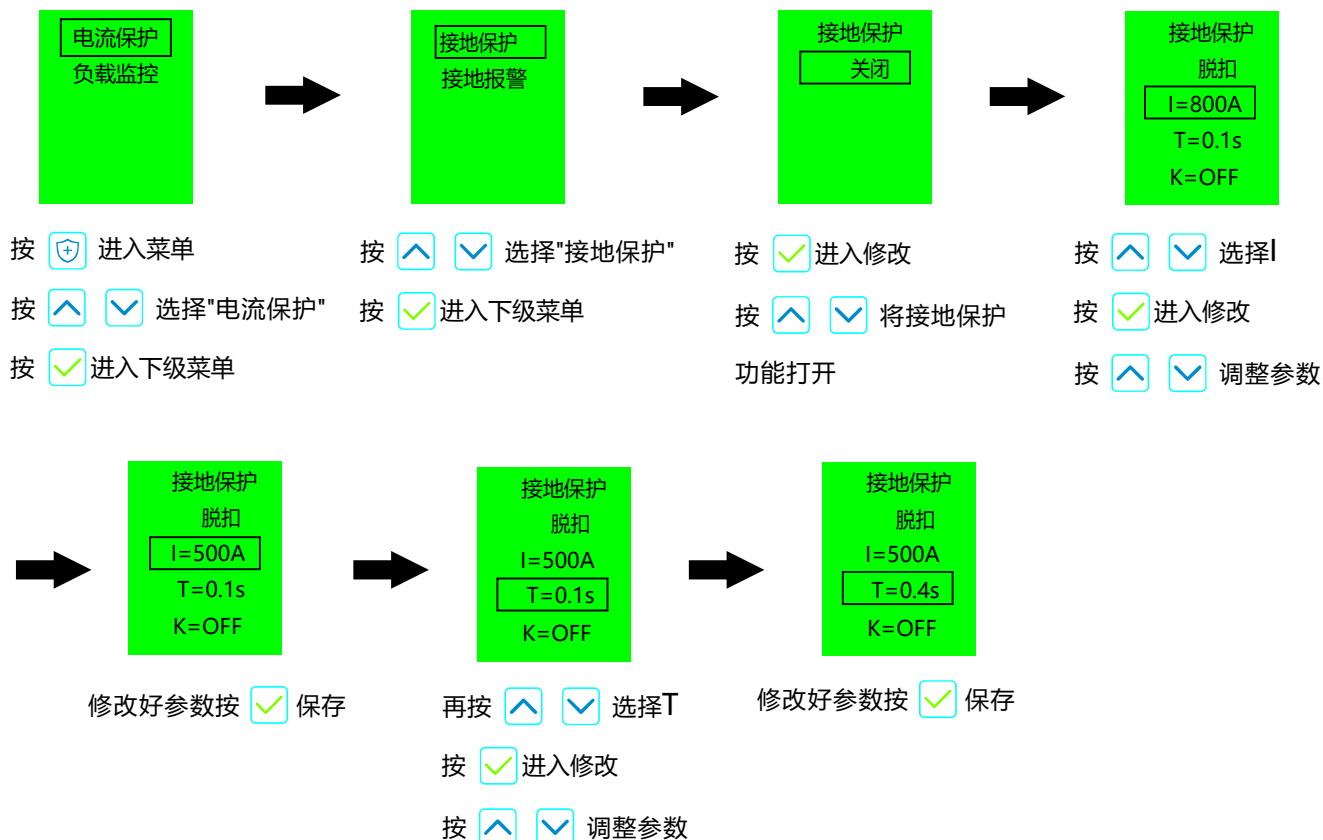 电流保护
负载监控
按 进入菜单
按 选择"电流保护"
按 进入下级菜单
接地保护
接地报警
按 选择"接地保护"
按 进入下级菜单
接地保护
关闭
按 进入修改
按 将接地保护
功能打开
接地保护
脱扣
I=800A
T=0.1s
K=OFF
按 选择I
按 进入修改
按 调整参数
接地保护
脱扣
I=500A
T=0.1s
K=OFF
修改好参数按 保存
接地保护
脱扣
I=500A
T=0.1s
K=OFF
再按 选择T
按 进入修改
按 调整参数
接地保护
脱扣
I=500A
T=0.4s
K=OFF
修改好参数按 保存